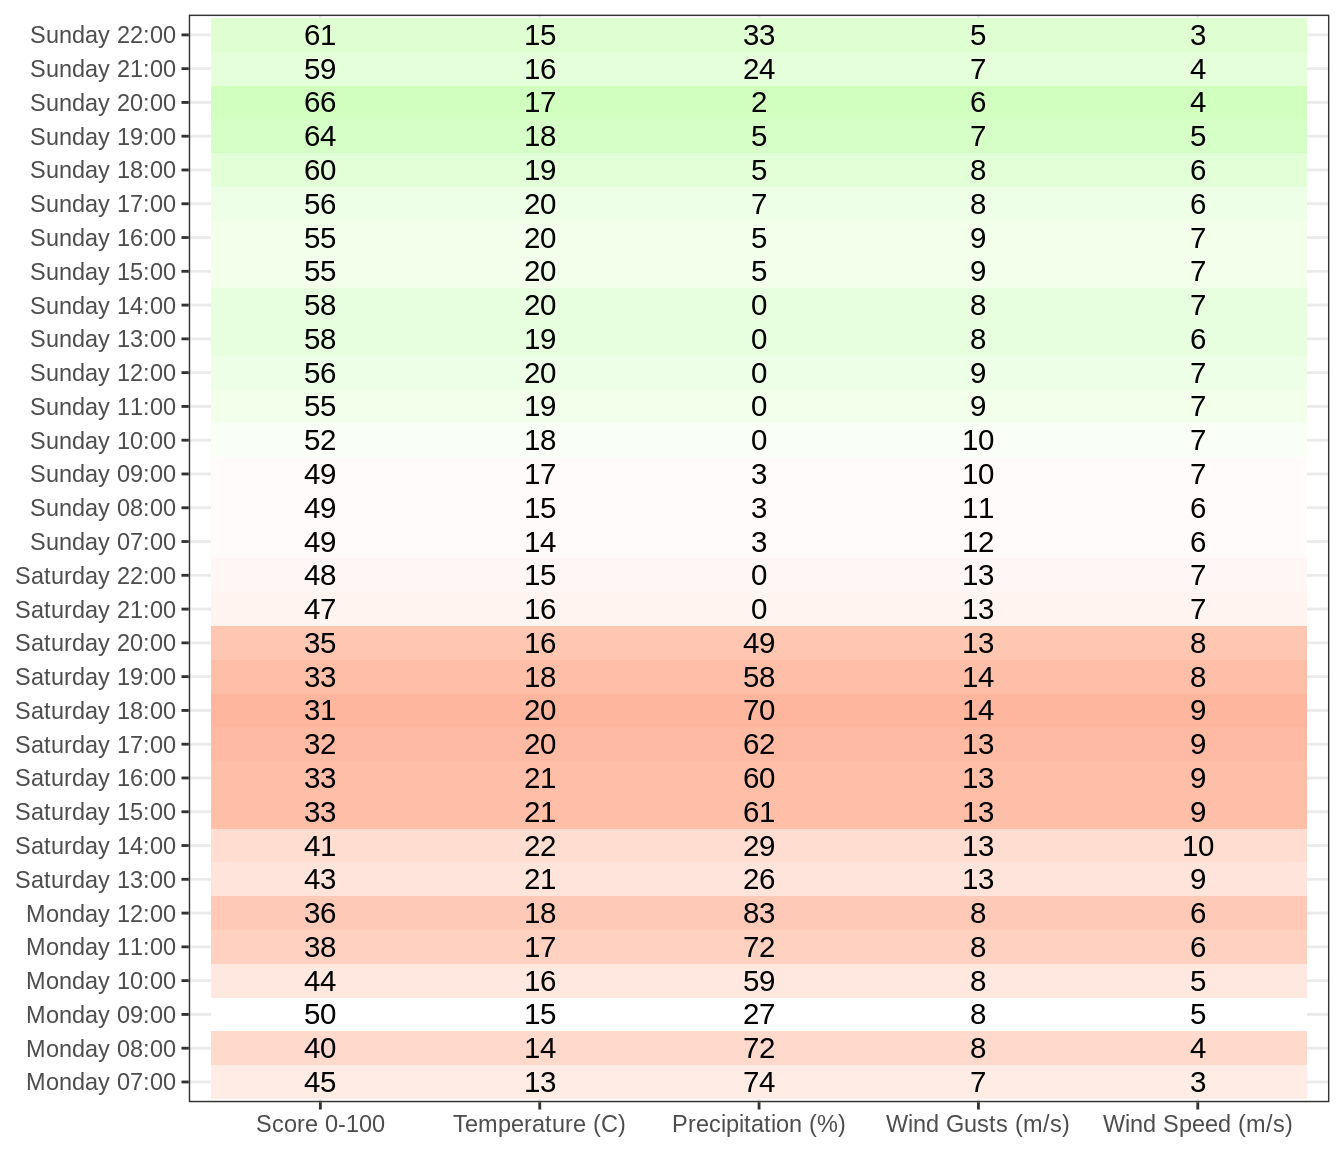 Sunday 22:00 61 15 33 5 3
Sunday 21:00 59 16 24 7 4
Sunday 20:00 66 17 2 6 4
Sunday 19:00 64 18 5 7 5
Sunday 18:00 60 19 5 8 6
Sunday 17:00 56 20 7 8 6
Sunday 16:00 55 20 5 9 7
Sunday 15:00 55 20 5 9 7
Sunday 14:00 58 20 0 8 7
Sunday 13:00 58 19 0 8 6
Sunday 12:00 56 20 0 9 7
Sunday 11:00 55 19 0 9 7
Sunday 10:00 52 18 0 10 7
Sunday 09:00 49 17 3 10 7
Sunday 08:00 49 15 3 11 6
Sunday 07:00 49 14 3 12 6
Saturday 22:00 48 15 0 13 7
Saturday 21:00 47 16 0 13 7
Saturday 20:00 35 16 49 13 8
Saturday 19:00 33 18 58 14 8
Saturday 18:00 31 20 70 14 9
Saturday 17:00 32 20 62 13 9
Saturday 16:00 33 21 60 13 9
Saturday 15:00 33 21 61 13 9
Saturday 14:00 41 22 29 13 10
Saturday 13:00 43 21 26 13 9
Monday 12:00 36 18 83 8 6
Monday 11:00 38 17 72 8 6
Monday 10:00 44 16 59 8 5
Monday 09:00 50 15 27 8 5
Monday 08:00 40 14 72 8 4
Monday 07:00 45 13 74 7 3
Score 0-100 Temperature (C) Precipitation (%) Wind Gusts (m/s) Wind Speed (m/s)